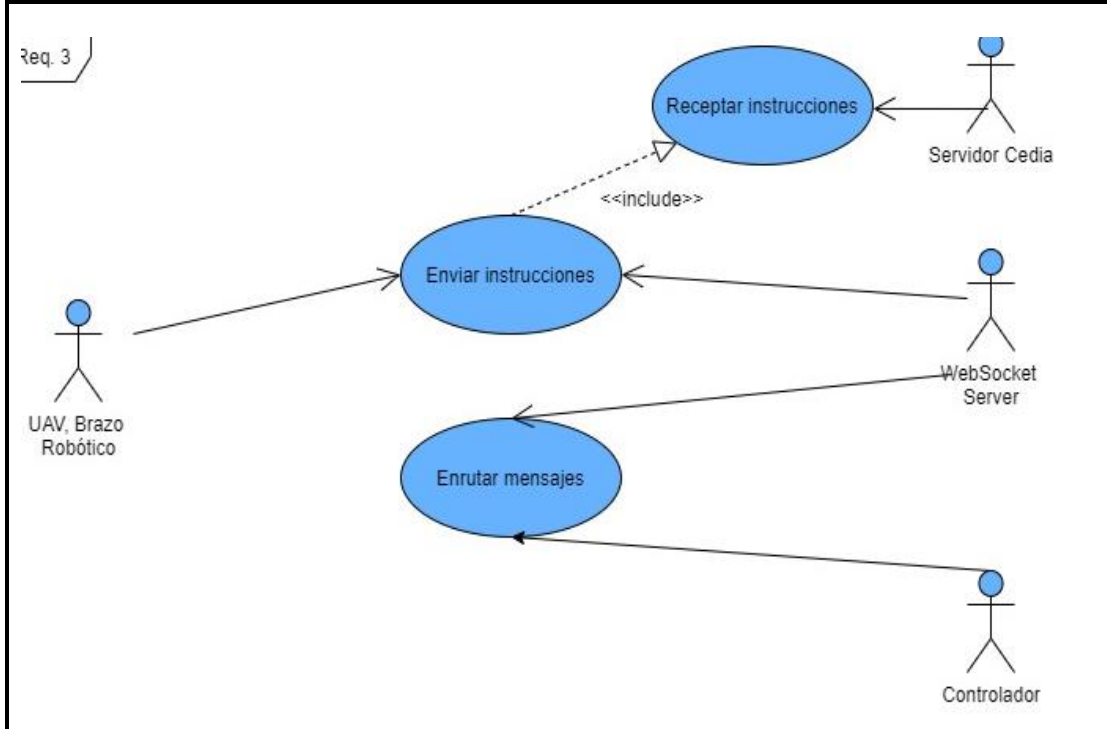 Req. 3
Receptar instrucciones
Servidor Cedia
<<include>>
Enviar instrucciones
WebSocket
Server
UAV, Brazo
Robótico
Enrutar mensajes
Controlador